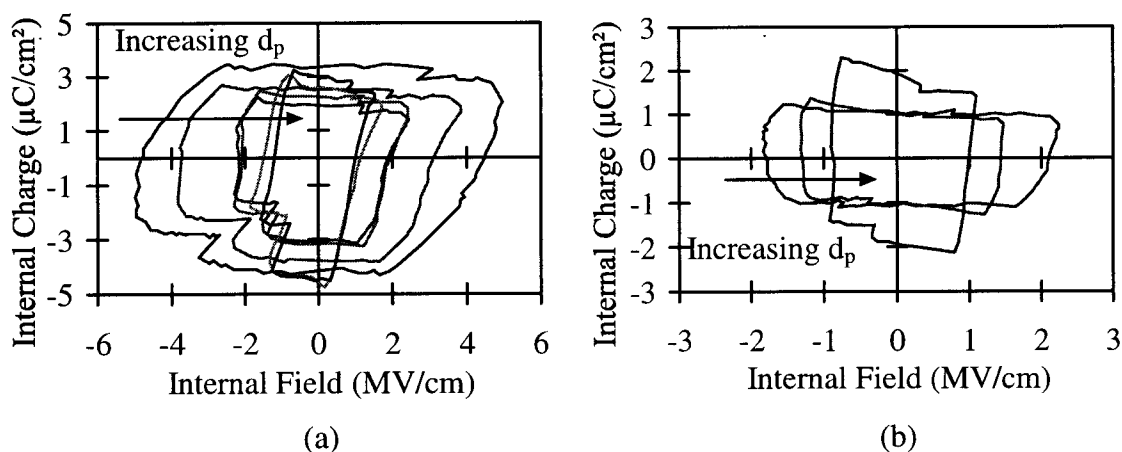 5
Increasing dp
3
1
-1
-3
-5
-6 -4 -2 0 2 4 6
Internal Charge (µC/cm²)
Internal Field (MV/cm)
(a)
3
2
1
0
-1
-2
-3
Increasing dp
-3 -2 -1 0 1 2 3
Internal Charge (µC/cm²)
Internal Field (MV/cm)
(b)